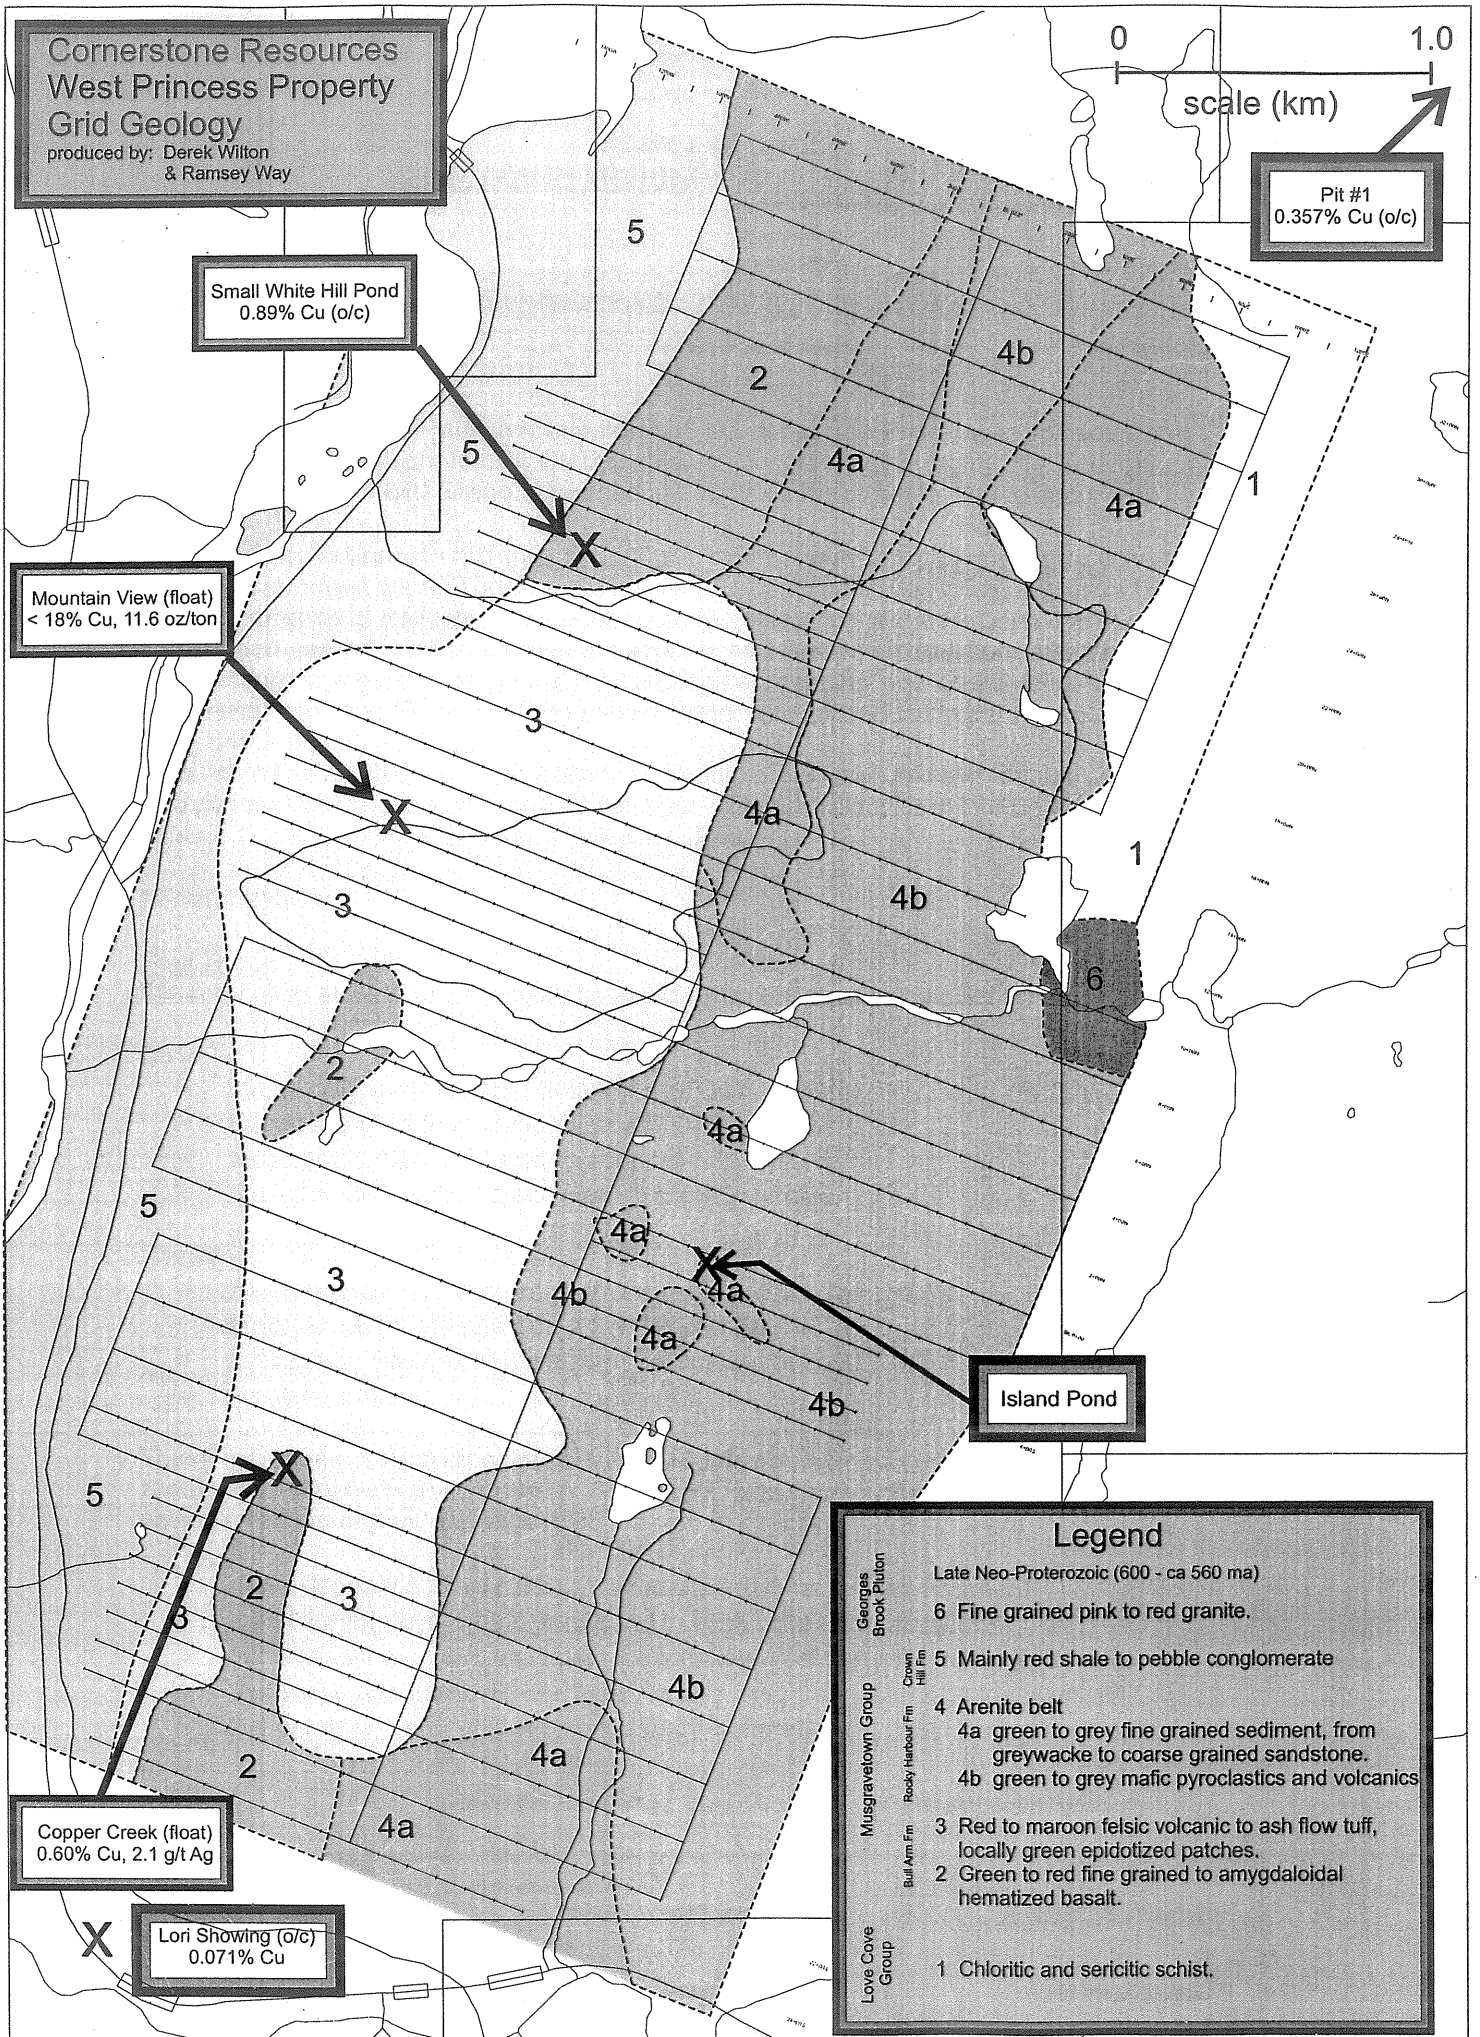 Cornerstone Resources
West Princess Property
Grid Geology
produced by: Derek Wilton
& Ramsey Way
0 1.0
scale (km)
Pit #1
0.357% Cu (o/c)
5
Small White Hill Pond
0.89% Cu (o/c)
4b
2
5
4a
1
4a
Mountain View (float)
< 18% Cu, 11.6 oz/ton
3
4a
1
3
4b
6
2
4a
5
4a
3
4b
4a
4a
4b
Island Pond
5
2
3
3
4b
2
4a
4a
Copper Creek (float)
0.60% Cu, 2.1 g/t Ag
Lori Showing (o/c)
0.071% Cu
X
X
X
X
X
Legend
Late Neo-Proterozoic (600 - ca 560 ma)
Georges
Brook Pluton
6 Fine grained pink to red granite.
Musgravetown Group
Crown
Hill Fm
5 Mainly red shale to pebble conglomerate
Rocky Harbour Fm
4 Arenite belt
4a green to grey fine grained sediment, from
greywacke to coarse grained sandstone.
4b green to grey mafic pyroclastics and volcanics
Bull Arm Fm
3 Red to maroon felsic volcanic to ash flow tuff,
locally green epidotized patches.
2 Green to red fine grained to amygdaloidal
hematized basalt.
Love Cove
Group
1 Chloritic and sericitic schist.